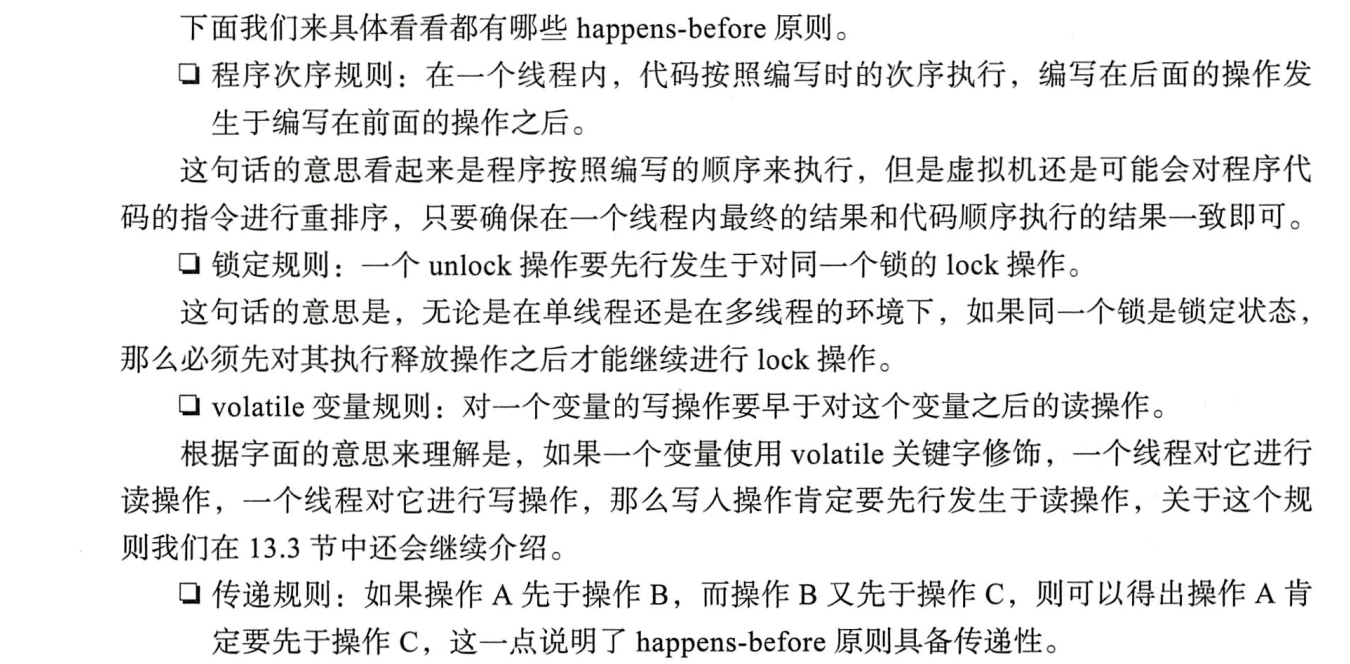 下面我们来具体看看都有哪些 happens-before 原则。
❏ 程序次序规则：在一个线程内，代码按照编写时的次序执行，编写在后面的操作发
生于编写在前面的操作之后。
这句话的意思看起来是程序按照编写的顺序来执行，但是虚拟机还是可能会对程序代
码的指令进行重排序，只要确保在一个线程内最终的结果和代码顺序执行的结果一致即可。
❏ 锁定规则：一个 unlock 操作要先行发生于对同一个锁的 lock 操作。
这句话的意思是，无论是在单线程还是在多线程的环境下，如果同一个锁是锁定状态，
那么必须先对其执行释放操作之后才能继续进行 lock 操作。
❏ volatile 变量规则：对一个变量的写操作要早于对这个变量之后的读操作。
根据字面的意思来理解是，如果一个变量使用 volatile 关键字修饰，一个线程对它进行
读操作，一个线程对它进行写操作，那么写入操作肯定要先行发生于读操作，关于这个规
则我们在 13.3 节中还会继续介绍。
❏ 传递规则：如果操作 A 先于操作 B，而操作 B 又先于操作 C，则可以得出操作 A 肯
定要先于操作 C，这一点说明了 happens-before 原则具备传递性。